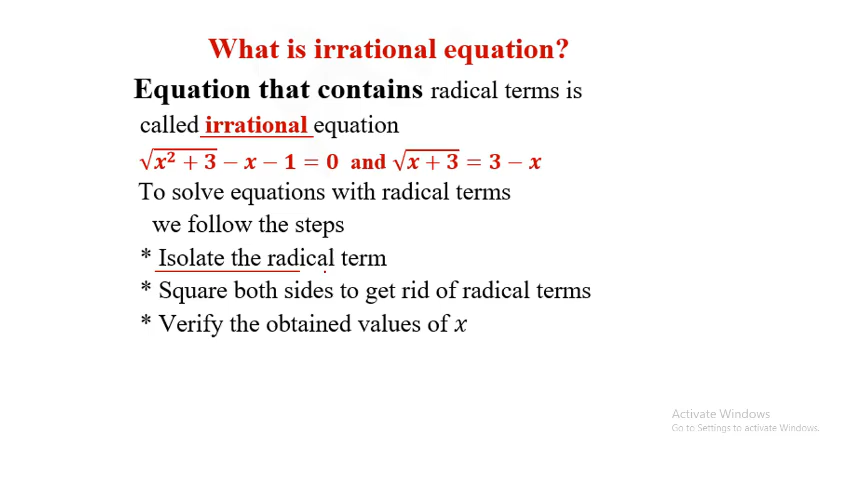 What is irrational equation?
Equation that contains radical terms is
called irrational equation
√x² + 3 − x − 1 = 0 and √x + 3 = 3 − x
To solve equations with radical terms
we follow the steps
* Isolate the radical term
* Square both sides to get rid of radical terms
* Verify the obtained values of x
Activate Windows
Go to Settings to activate Windows.